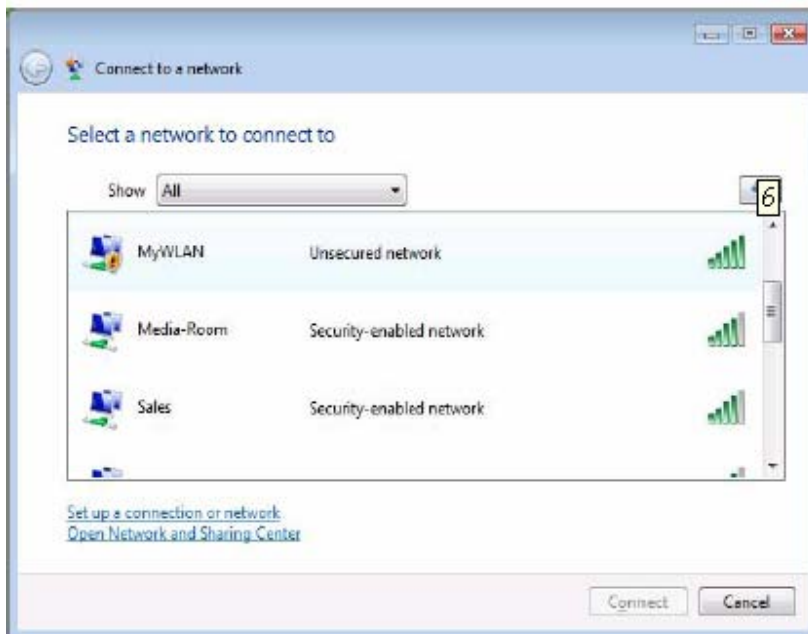 Connect to a network
Select a network to connect to
Show All
6
MyWLAN Unsecured network
Media-Room Security-enabled network
Sales Security-enabled network
Set up a connection or network
Open Network and Sharing Center
Connect Cancel